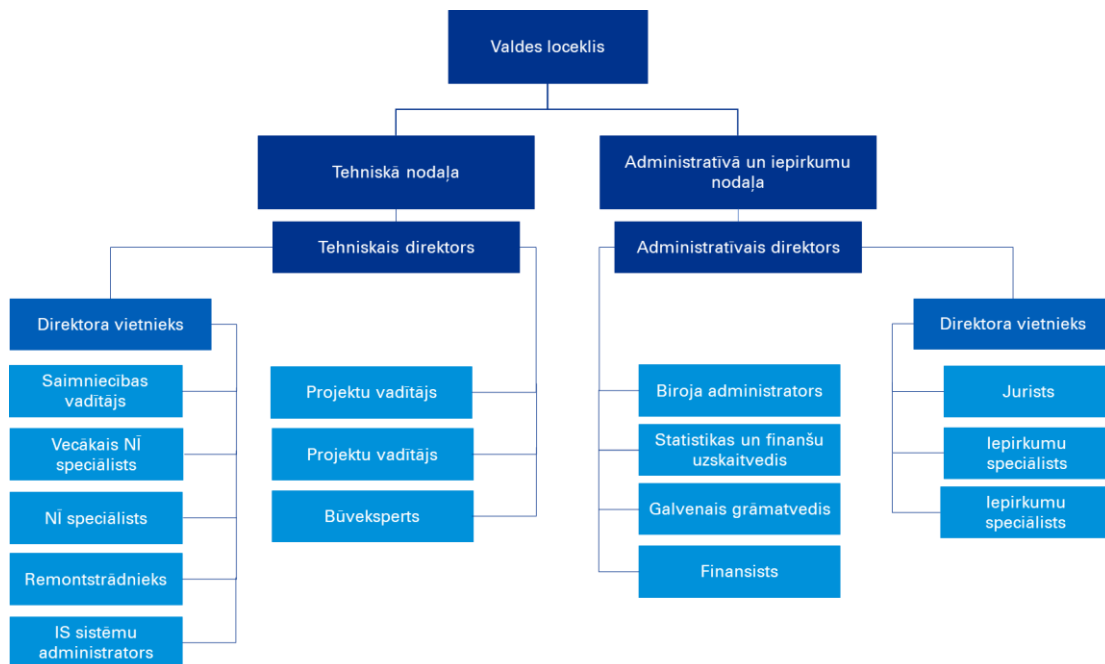 Valdes loceklis
Tehniskā nodaļa
Administratīvā un iepirkumu
nodaļa
Tehniskais direktors
Administratīvais direktors
Direktora vietnieks
Saimniecības
vadītājs
Vecākais NĪ
speciālists
NĪ speciālists
Remontstrādnieks
IS sistēmu
administrators
Projektu vadītājs
Projektu vadītājs
Būveksperts
Biroja administrators
Statistikas un finanšu
uzskaitvedis
Galvenais grāmatvedis
Finansists
Direktora vietnieks
Jurists
Iepirkumu
speciālists
Iepirkumu
speciālists